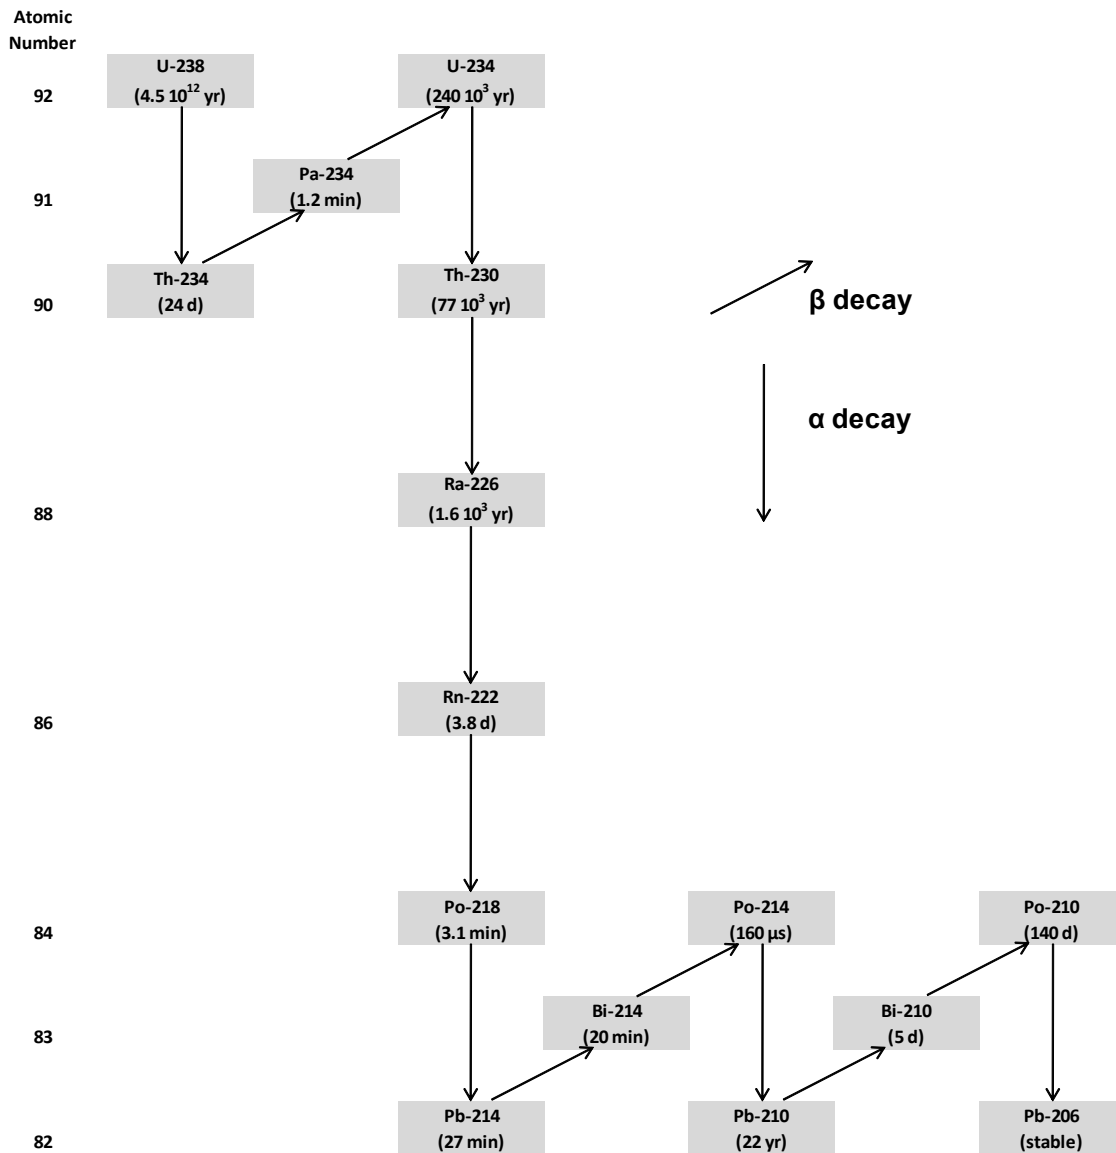 Atomic
Number
U-238
(4.5 10¹² yr)
U-234
(240 10³ yr)
92
Pa-234
(1.2 min)
91
Th-234
(24 d)
Th-230
(77 10³ yr)
90
β decay
α decay
Ra-226
(1.6 10³ yr)
88
Rn-222
(3.8 d)
86
Po-218
(3.1 min)
Po-214
(160 µs)
Po-210
(140 d)
84
Bi-214
(20 min)
Bi-210
(5 d)
83
Pb-214
(27 min)
Pb-210
(22 yr)
Pb-206
(stable)
82